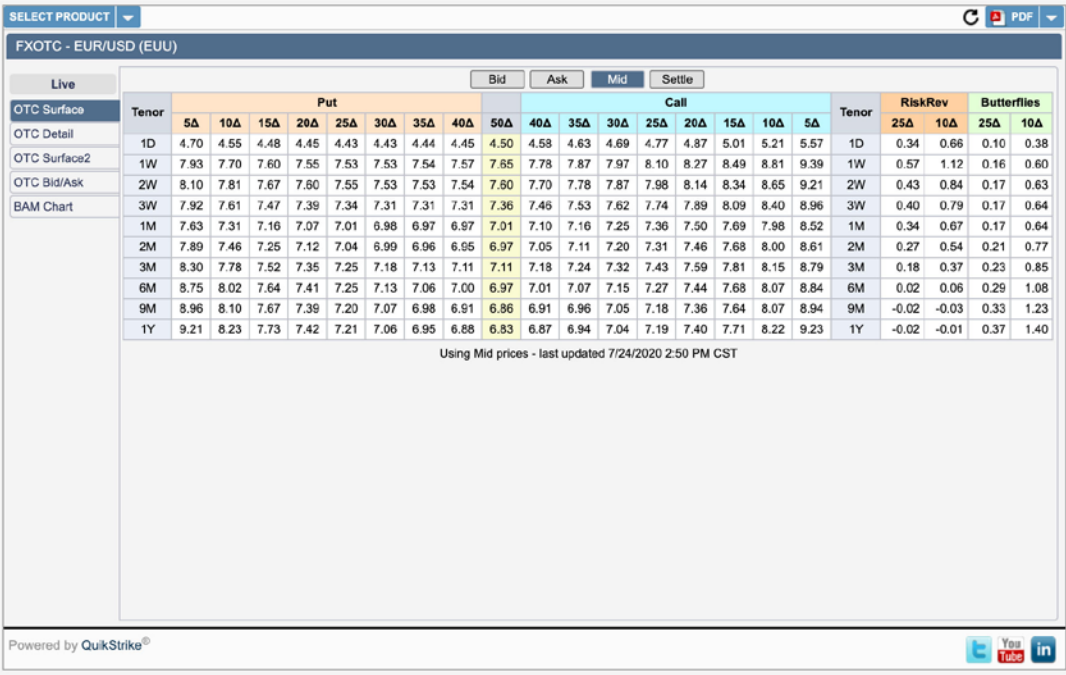 SELECT PRODUCT
PDF
FXOTC - EUR/USD (EUU)
Live
OTC Surface
OTC Detail
OTC Surface2
OTC Bid/Ask
BAM Chart
Bid Ask Mid Settle
Tenor Put Call Tenor RiskRev Butterflies
5Δ 10Δ 15Δ 20Δ 25Δ 30Δ 35Δ 40Δ 50Δ 40Δ 35Δ 30Δ 25Δ 20Δ 15Δ 10Δ 5Δ 25Δ 10Δ 25Δ 10Δ
1D 4.70 4.55 4.48 4.45 4.43 4.43 4.44 4.45 4.50 4.58 4.63 4.69 4.77 4.87 5.01 5.21 5.57 1D 0.34 0.66 0.10 0.38
1W 7.93 7.70 7.60 7.55 7.53 7.53 7.54 7.57 7.65 7.78 7.87 7.97 8.10 8.27 8.49 8.81 9.39 1W 0.57 1.12 0.16 0.60
2W 8.10 7.81 7.67 7.60 7.55 7.53 7.53 7.54 7.60 7.70 7.78 7.87 7.98 8.14 8.34 8.65 9.21 2W 0.43 0.84 0.17 0.63
3W 7.92 7.61 7.47 7.39 7.34 7.31 7.31 7.31 7.36 7.46 7.53 7.62 7.74 7.89 8.09 8.40 8.96 3W 0.40 0.79 0.17 0.64
1M 7.63 7.31 7.16 7.07 7.01 6.98 6.97 6.97 7.01 7.10 7.16 7.25 7.36 7.50 7.69 7.98 8.52 1M 0.34 0.67 0.17 0.64
2M 7.89 7.46 7.25 7.12 7.04 6.99 6.96 6.95 6.97 7.05 7.11 7.20 7.31 7.46 7.68 8.00 8.61 2M 0.27 0.54 0.21 0.77
3M 8.30 7.78 7.52 7.35 7.25 7.18 7.13 7.11 7.11 7.18 7.24 7.32 7.43 7.59 7.81 8.15 8.79 3M 0.18 0.37 0.23 0.85
6M 8.75 8.02 7.64 7.41 7.25 7.13 7.06 7.00 6.97 7.01 7.07 7.15 7.27 7.44 7.68 8.07 8.84 6M 0.02 0.06 0.29 1.08
9M 8.96 8.10 7.67 7.39 7.20 7.07 6.98 6.91 6.86 6.91 6.96 7.05 7.18 7.36 7.64 8.07 8.94 9M -0.02 -0.03 0.33 1.23
1Y 9.21 8.23 7.73 7.42 7.21 7.06 6.95 6.88 6.83 6.87 6.94 7.04 7.19 7.40 7.71 8.22 9.23 1Y -0.02 -0.01 0.37 1.40
Using Mid prices - last updated 7/24/2020 2:50 PM CST
Powered by QuikStrike®
You Tube in